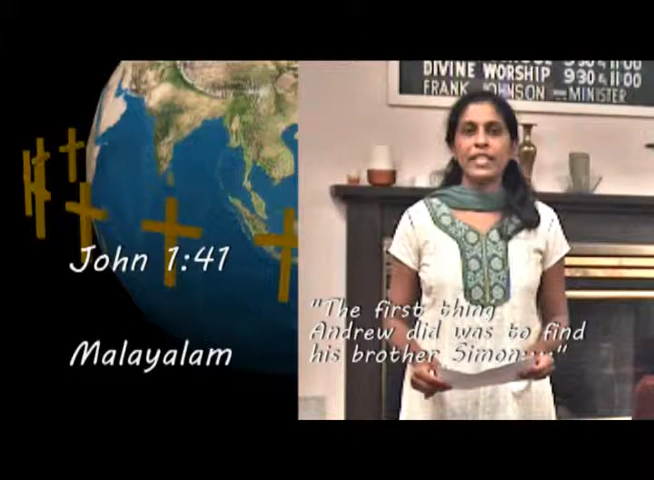 DIVINE WORSHIP 9:30 & 11:00
FRANK JOHNSON — MINISTER
John 1:41
Malayalam
"The first thing
Andrew did was to find
his brother Simon